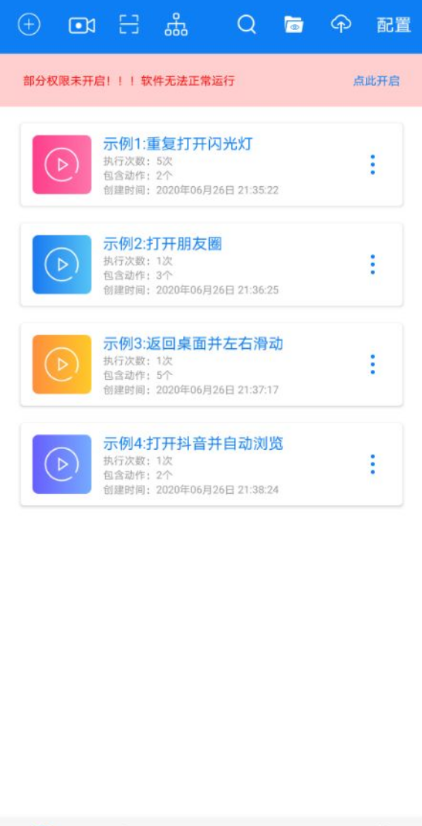 配置
部分权限未开启！！！软件无法正常运行 点此开启
示例1:重复打开闪光灯
执行次数：5次
包含动作：2个
创建时间：2020年06月26日 21:35:22
示例2:打开朋友圈
执行次数：1次
包含动作：3个
创建时间：2020年06月26日 21:36:25
示例3:返回桌面并左右滑动
执行次数：1次
包含动作：5个
创建时间：2020年06月26日 21:37:17
示例4:打开抖音并自动浏览
执行次数：1次
包含动作：2个
创建时间：2020年06月26日 21:38:24